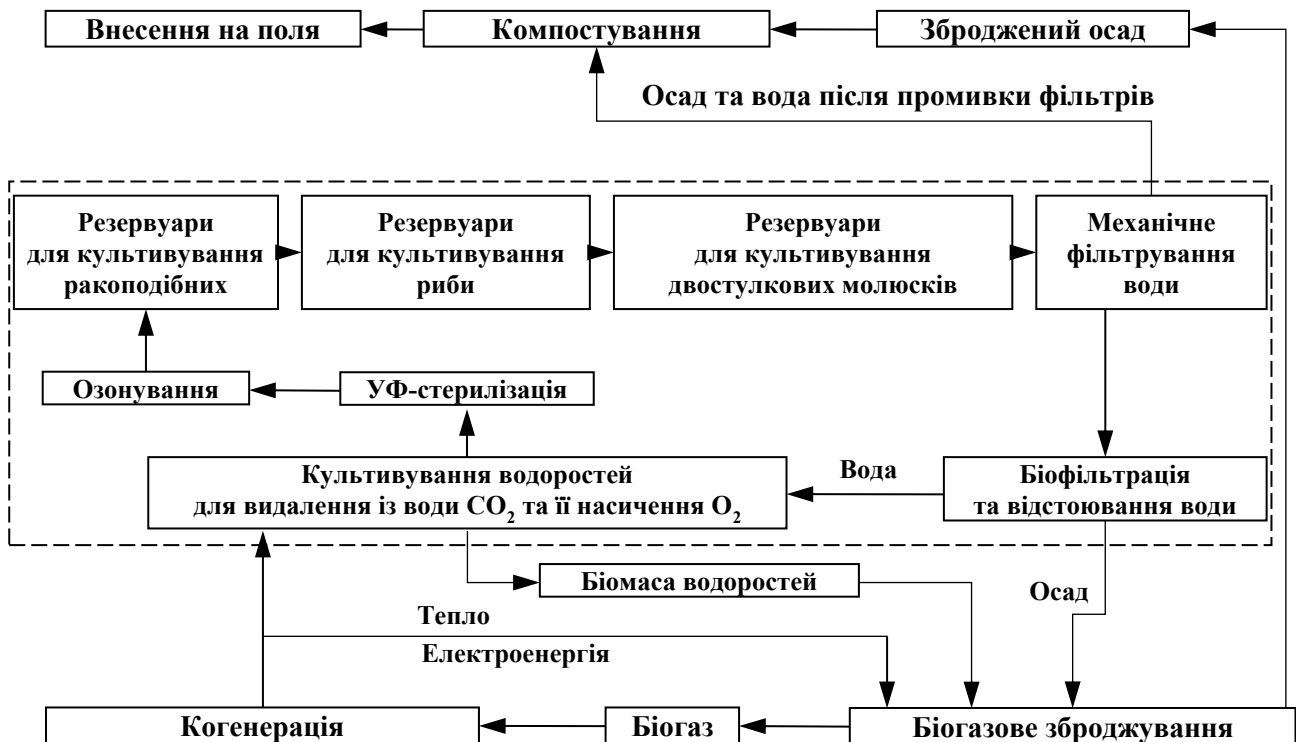 Внесення на поля
Компостування
Зброджений осад
Осад та вода після промивки фільтрів
Резервуари
для культивування
ракоподібних
Резервуари
для культивування
риби
Резервуари
для культивування
двостулкових молюсків
Механічне
фільтрування
води
Озонування
УФ-стерилізація
Культивування водоростей
для видалення із води CO₂ та її насичення O₂
Вода
Біофільтрація
та відстоювання води
Біомаса водоростей
Осад
Тепло
Електроенергія
Когенерація
Біогаз
Біогазове зброджування